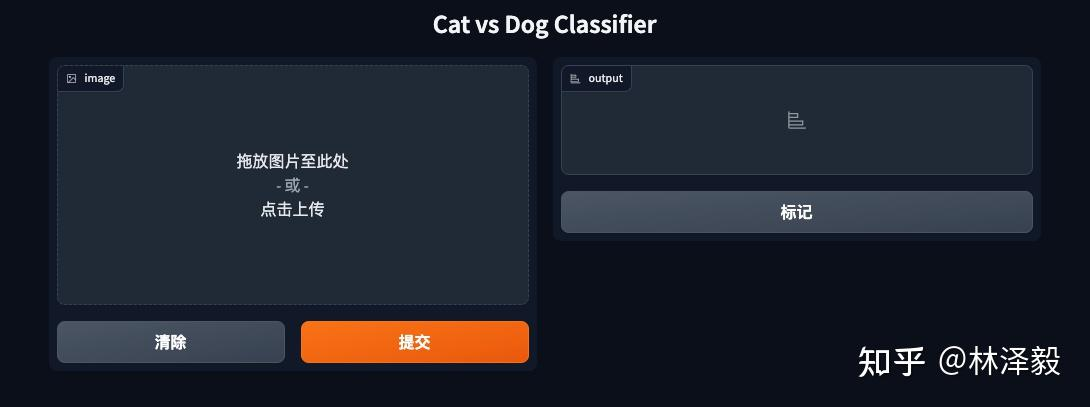 Cat vs Dog Classifier
image
拖放图片至此处
- 或 -
点击上传
清除
提交
output
标记
知乎 @林泽毅